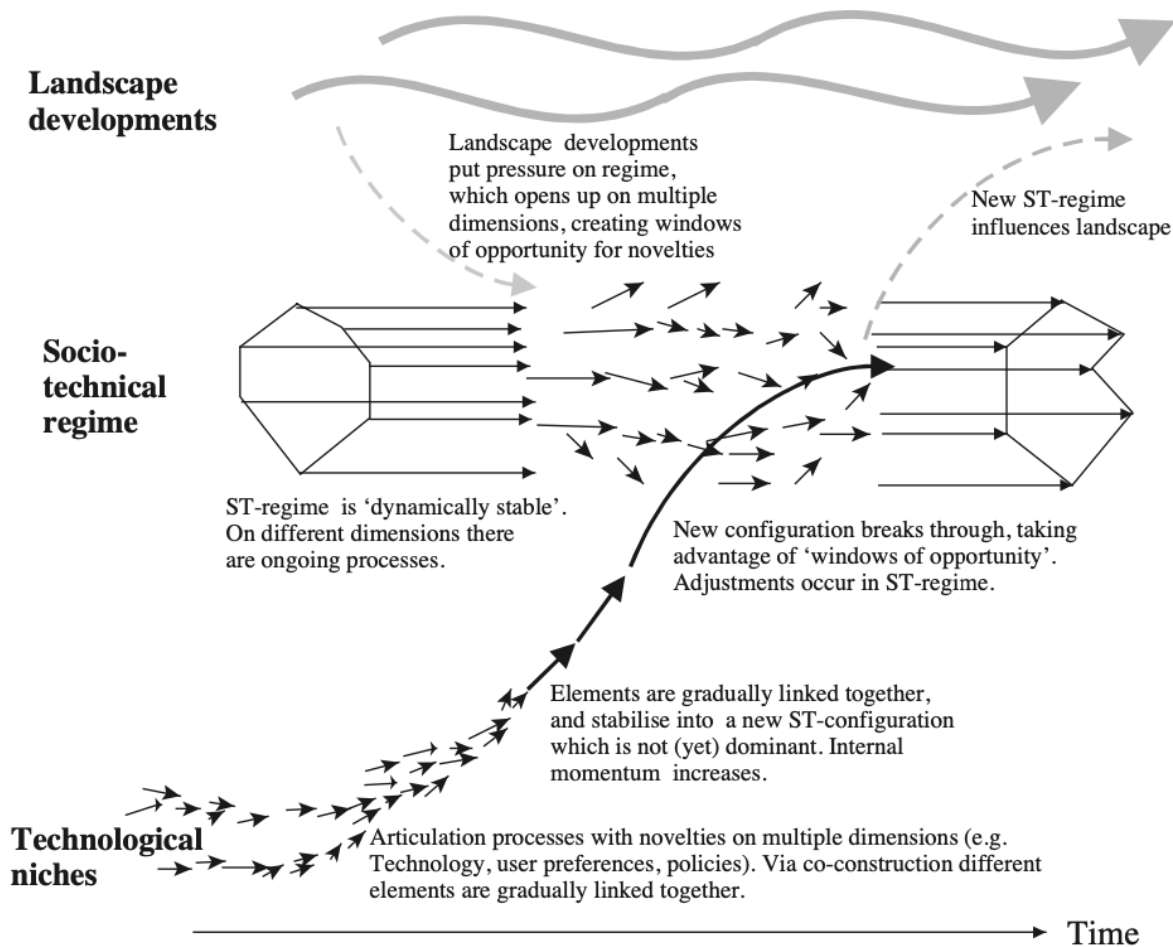 Landscape
developments
Landscape developments
put pressure on regime,
which opens up on multiple
dimensions, creating windows
of opportunity for novelties
New ST-regime
influences landscape
Socio-
technical
regime
ST-regime is ‘dynamically stable’.
On different dimensions there
are ongoing processes.
New configuration breaks through, taking
advantage of ‘windows of opportunity’.
Adjustments occur in ST-regime.
Elements are gradually linked together,
and stabilise into a new ST-configuration
which is not (yet) dominant. Internal
momentum increases.
Technological
niches
Articulation processes with novelties on multiple dimensions (e.g.
Technology, user preferences, policies). Via co-construction different
elements are gradually linked together.
Time